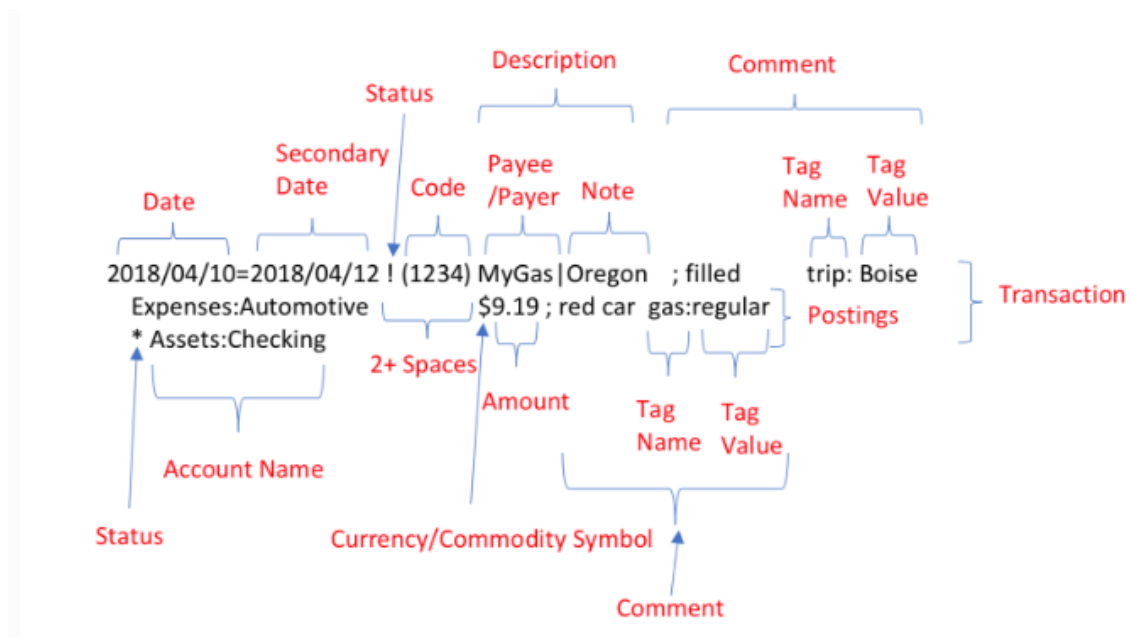 Description
Comment
Status
Secondary
Date
Payee
/Payer
Tag
Name
Tag
Value
Date
Code
Note
2018/04/10=2018/04/12 ! (1234) MyGas|Oregon ; filled trip: Boise
Expenses:Automotive $9.19 ; red car gas:regular
Transaction
Postings
* Assets:Checking
2+ Spaces
Amount
Tag
Name
Tag
Value
Account Name
Status
Currency/Commodity Symbol
Comment